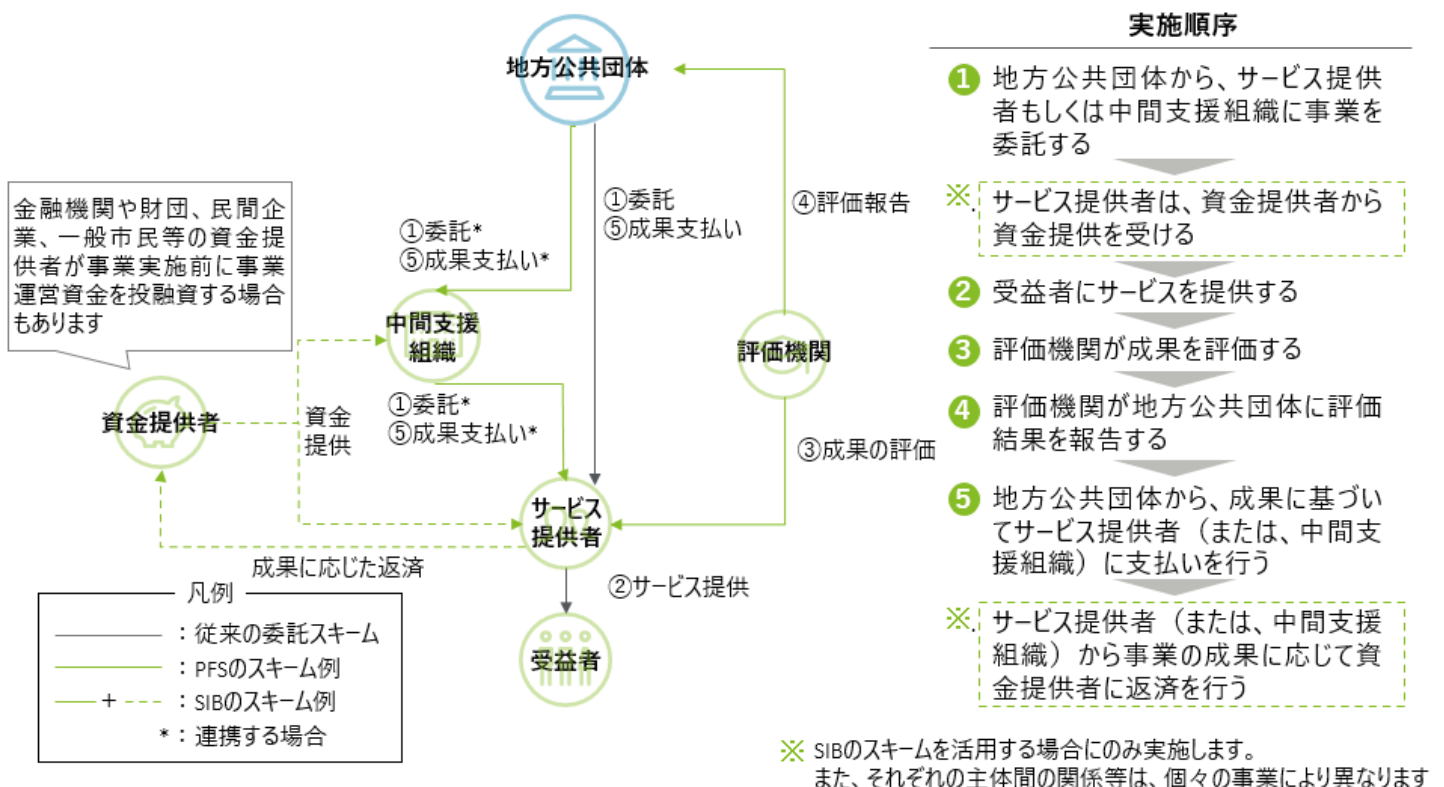 地方公共団体
①委託
⑤成果支払い
④評価報告
金融機関や財団、民間企
業、一般市民等の資金提
供者が事業実施前に事業
運営資金を投融資する場合
もあります
①委託*
⑤成果支払い*
中間支援
組織
評価機関
資金提供者
資金
提供
①委託*
⑤成果支払い*
③成果の評価
サービス
提供者
成果に応じた返済
②サービス提供
受益者
凡例
：従来の委託スキーム
：PFSのスキーム例
+ ：SIBのスキーム例
*：連携する場合
実施順序
1 地方公共団体から、サービス提供
者もしくは中間支援組織に事業を
委託する
※. サービス提供者は、資金提供者から
資金提供を受ける
2 受益者にサービスを提供する
3 評価機関が成果を評価する
4 評価機関が地方公共団体に評価
結果を報告する
5 地方公共団体から、成果に基づい
てサービス提供者（または、中間支
援組織）に支払いを行う
※. サービス提供者（または、中間支援
組織）から事業の成果に応じて資
金提供者に返済を行う
※ SIBのスキームを活用する場合にのみ実施します。
また、それぞれの主体間の関係等は、個々の事業により異なります